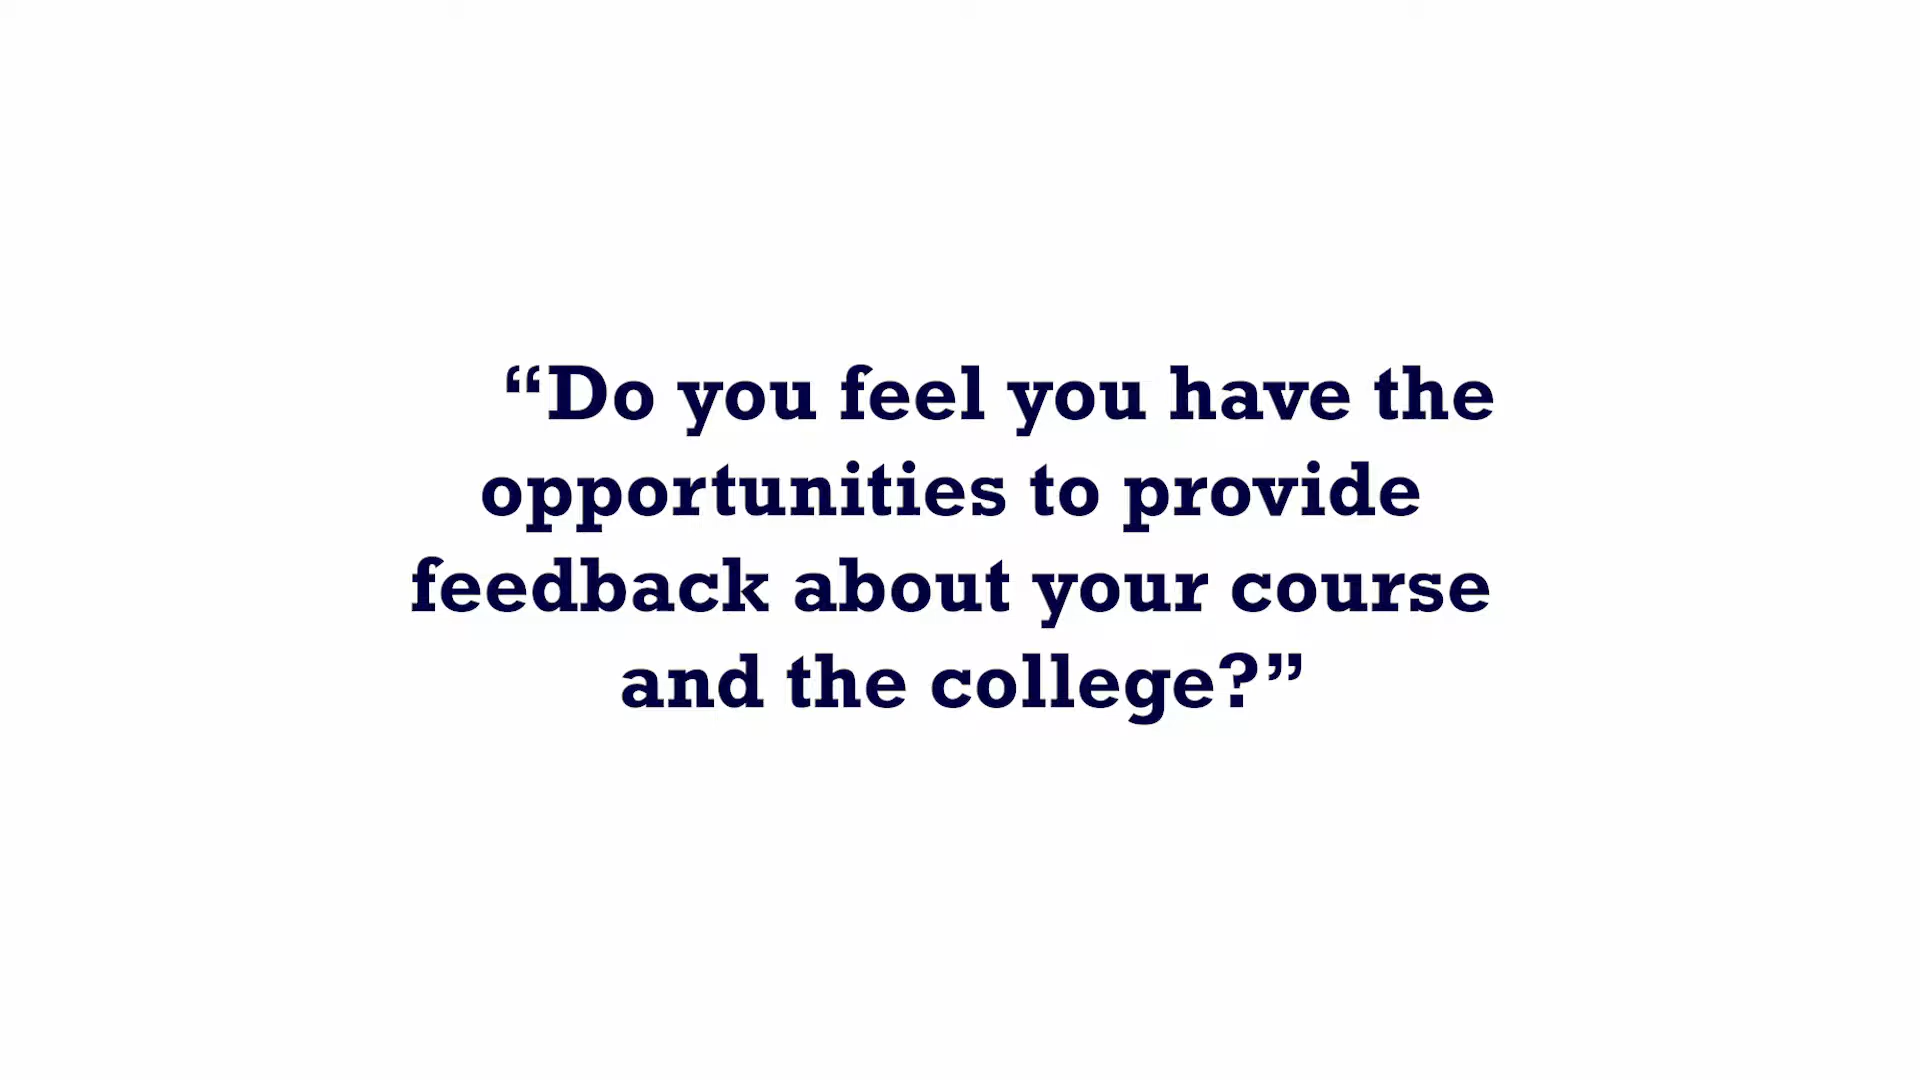 “Do you feel you have the
opportunities to provide
feedback about your course
and the college?”